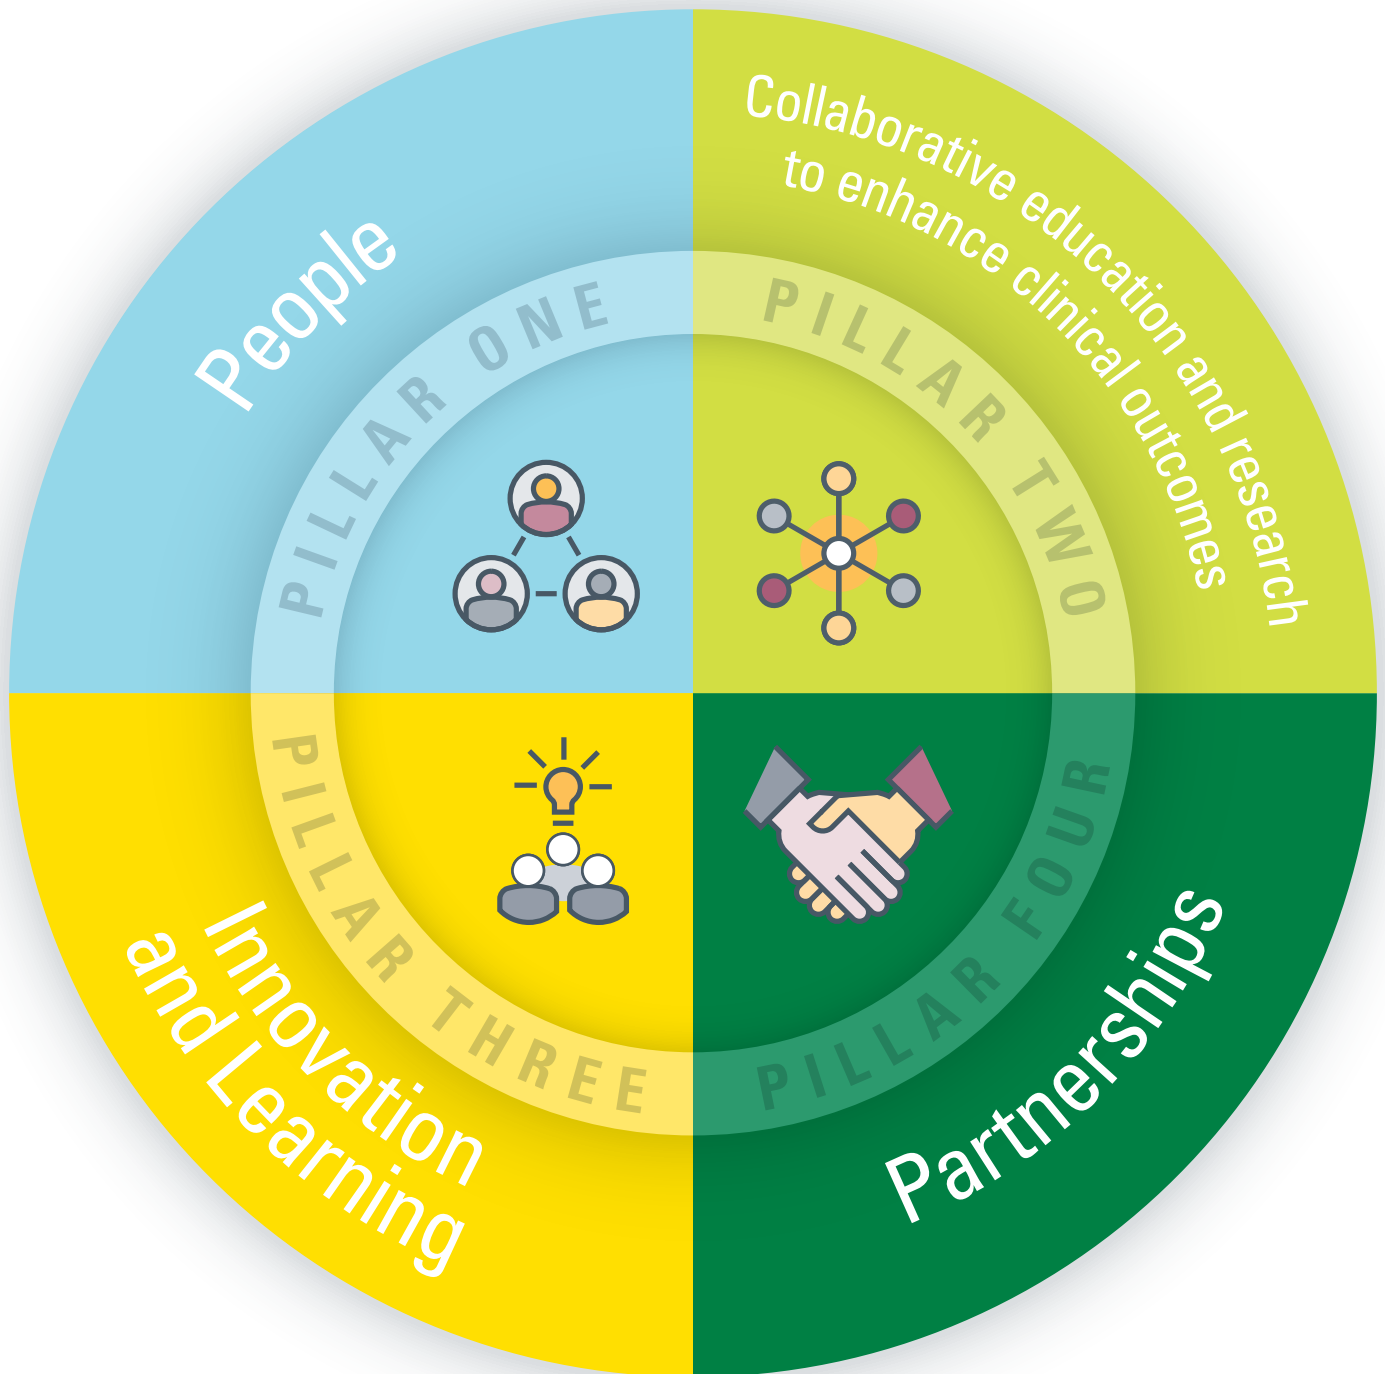 People
PILLAR ONE
Collaborative education and research
to enhance clinical outcomes
PILLAR TWO
PILLAR THREE
Innovation
and Learning
PILLAR FOUR
Partnerships